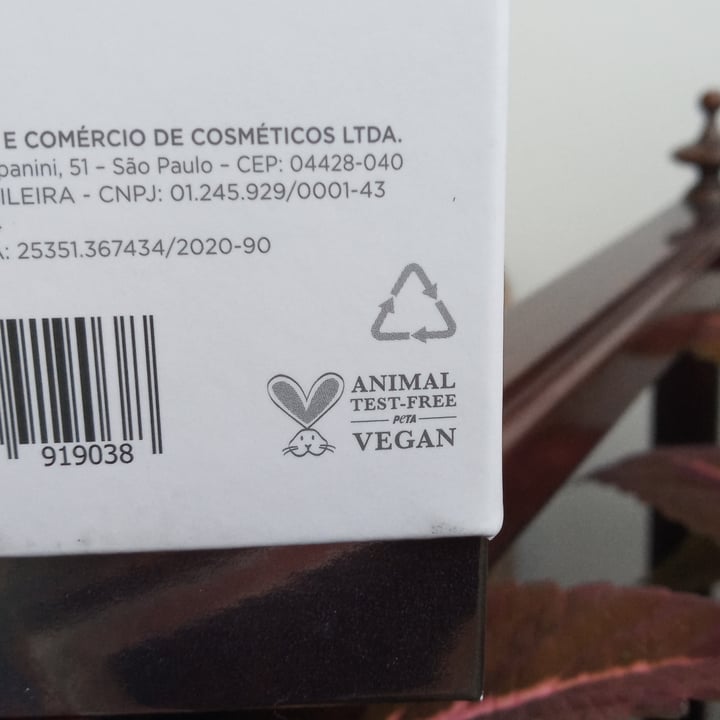 E COMÉRCIO DE COSMÉTICOS LTDA.
panini, 51 – São Paulo – CEP: 04428-040
ILEIRA - CNPJ: 01.245.929/0001-43
: 25351.367434/2020-90
919038
ANIMAL
TEST-FREE
PETA
VEGAN